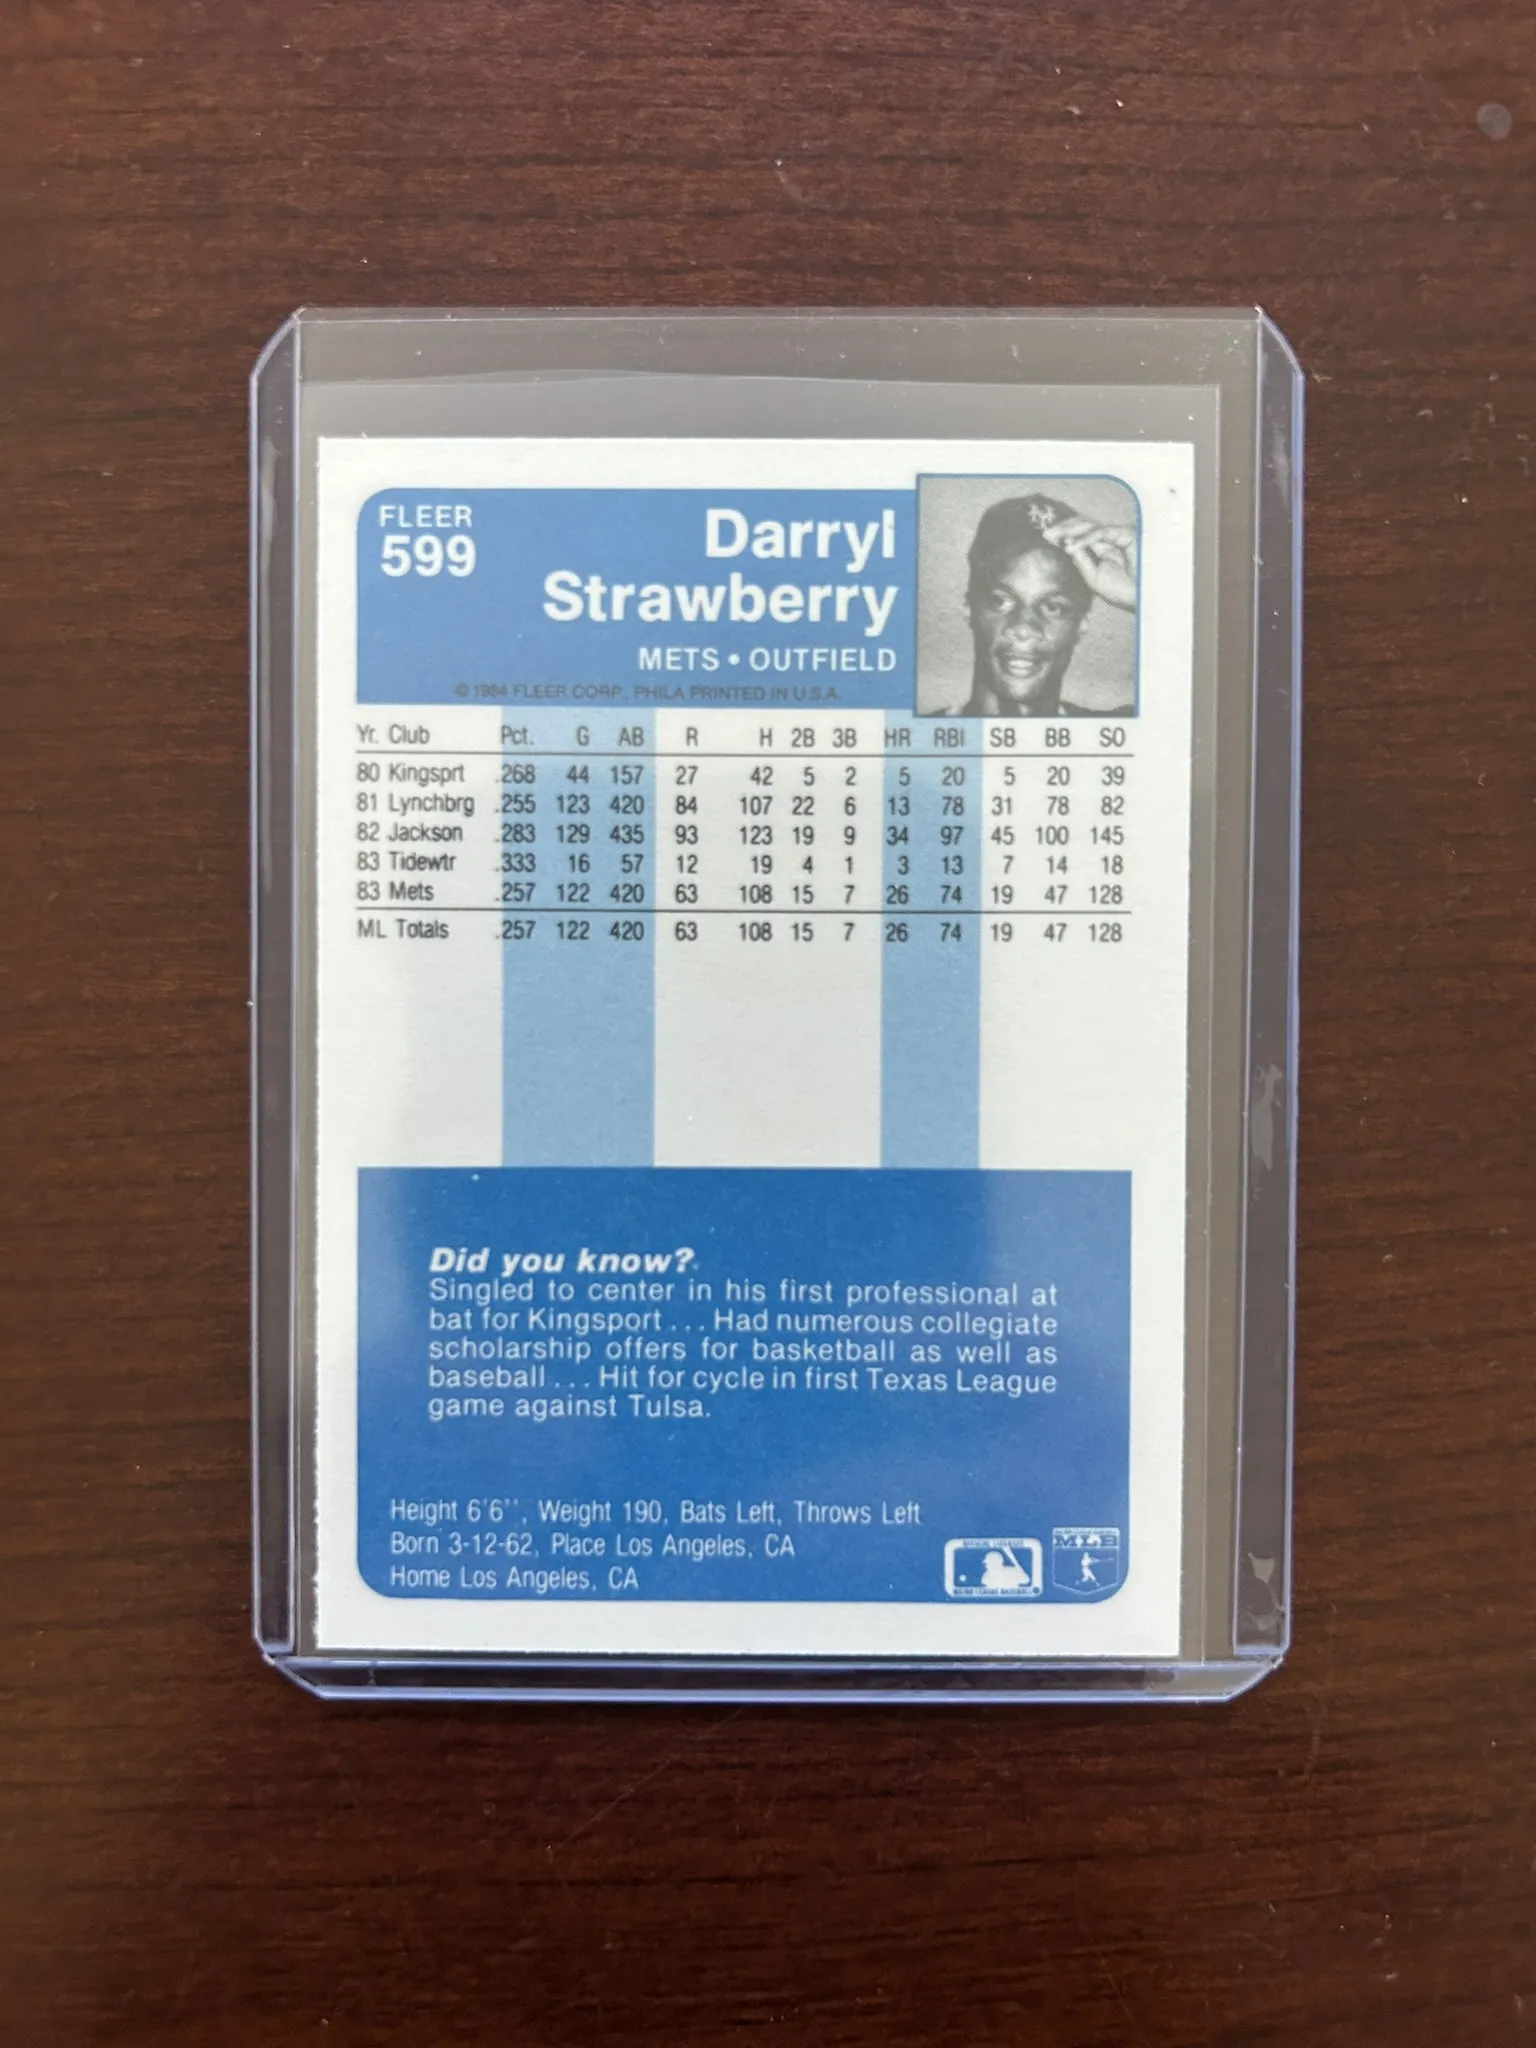 FLEER
599
Darryl
Strawberry
METS • OUTFIELD
© 1984 FLEER CORP., PHILA PRINTED IN U.S.A.
Yr. Club Pct. G AB R H 2B 3B HR RBI SB BB SO
80 Kingsprt .268 44 157 27 42 5 2 5 20 5 20 39
81 Lynchbrg .255 123 420 84 107 22 6 13 78 31 78 82
82 Jackson .283 129 435 93 123 19 9 34 97 45 100 145
83 Tidewtr .333 16 57 12 19 4 1 3 13 7 14 18
83 Mets .257 122 420 63 108 15 7 26 74 19 47 128
ML Totals .257 122 420 63 108 15 7 26 74 19 47 128
Did you know?
Singled to center in his first professional at
bat for Kingsport . . . Had numerous collegiate
scholarship offers for basketball as well as
baseball . . . Hit for cycle in first Texas League
game against Tulsa.
Height 6'6'', Weight 190, Bats Left, Throws Left
Born 3-12-62, Place Los Angeles, CA
Home Los Angeles, CA
MLB